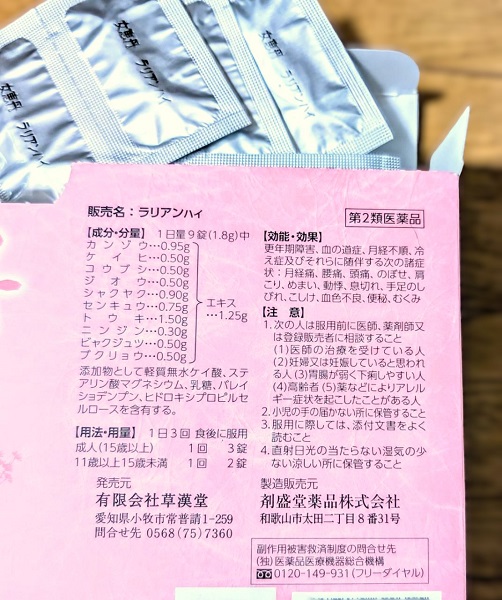 女恵丹 ラリアンハイ
女恵丹 ラリアンハイ
女恵丹 ラリアンハイ
販売名：ラリアンハイ
第2類医薬品
【成分・分量】 1日量9錠(1.8g)中
カンゾウ…0.95g
ケイヒ…0.50g
コウブシ…0.50g
ジオウ…0.50g
シャクヤク…0.90g
センキュウ…0.75g
トウキ…1.50g
ニンジン…0.30g
ビャクジュツ…0.50g
ブクリョウ…0.50g
エキス
…1.25g
添加物として軽質無水ケイ酸、ステ
アリン酸マグネシウム、乳糖、バレイ
ショデンプン、ヒドロキシプロピルセ
ルロースを含有する。
【用法・用量】 1日3回 食後に服用
成人(15歳以上) 1回 3錠
11歳以上15歳未満 1回 2錠
発売元
有限会社草漢堂
愛知県小牧市常普請1-259
問合せ先 0568(75)7360
【効能・効果】
更年期障害、血の道症、月経不順、冷
え症及びそれらに随伴する次の諸症
状：月経痛、腰痛、頭痛、のぼせ、肩
こり、めまい、動悸、息切れ、手足のし
びれ、こしけ、血色不良、便秘、むくみ
【注 意】
1. 次の人は服用前に医師、薬剤師又
は登録販売者に相談すること
(1)医師の治療を受けている人
(2)妊婦又は妊娠していると思われ
る人 (3)胃腸が弱く下痢しやすい人
(4)高齢者 (5)薬などによりアレル
ギー症状を起こしたことがある人
2. 小児の手の届かない所に保管すること
3. 服用に際しては、添付文書をよく
読むこと
4. 直射日光の当たらない湿気の少
ない涼しい所に保管すること
製造販売元
剤盛堂薬品株式会社
和歌山市太田二丁目8番31号
副作用被害救済制度の問合せ先
(独)医薬品医療機器総合機構
0120-149-931(フリーダイヤル)